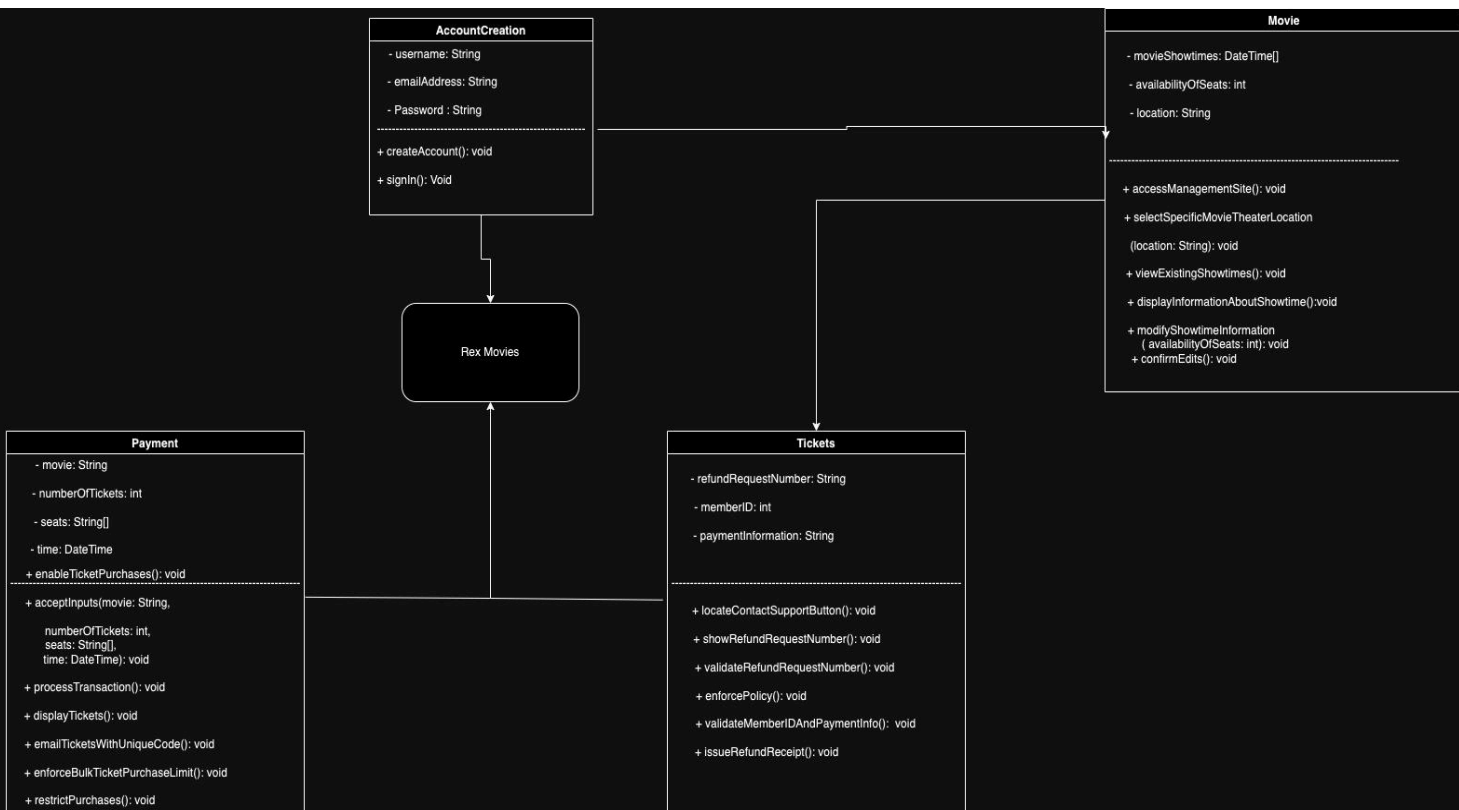 AccountCreation
- username: String
- emailAddress: String
- Password : String
+ createAccount(): void
+ signIn(): Void
Movie
- movieShowtimes: DateTime[]
- availabilityOfSeats: int
- location: String
+ accessManagementSite(): void
+ selectSpecificMovieTheaterLocation
(location: String): void
+ viewExistingShowtimes(): void
+ displayInformationAboutShowtime():void
+ modifyShowtimeInformation
( availabilityOfSeats: int): void
+ confirmEdits(): void
Rex Movies
Payment
- movie: String
- numberOfTickets: int
- seats: String[]
- time: DateTime
+ enableTicketPurchases(): void
+ acceptInputs(movie: String,
numberOfTickets: int,
seats: String[],
time: DateTime): void
+ processTransaction(): void
+ displayTickets(): void
+ emailTicketsWithUniqueCode(): void
+ enforceBulkTicketPurchaseLimit(): void
+ restrictPurchases(): void
Tickets
- refundRequestNumber: String
- memberID: int
- paymentInformation: String
+ locateContactSupportButton(): void
+ showRefundRequestNumber(): void
+ validateRefundRequestNumber(): void
+ enforcePolicy(): void
+ validateMemberIDAndPaymentInfo():  void
+ issueRefundReceipt(): void